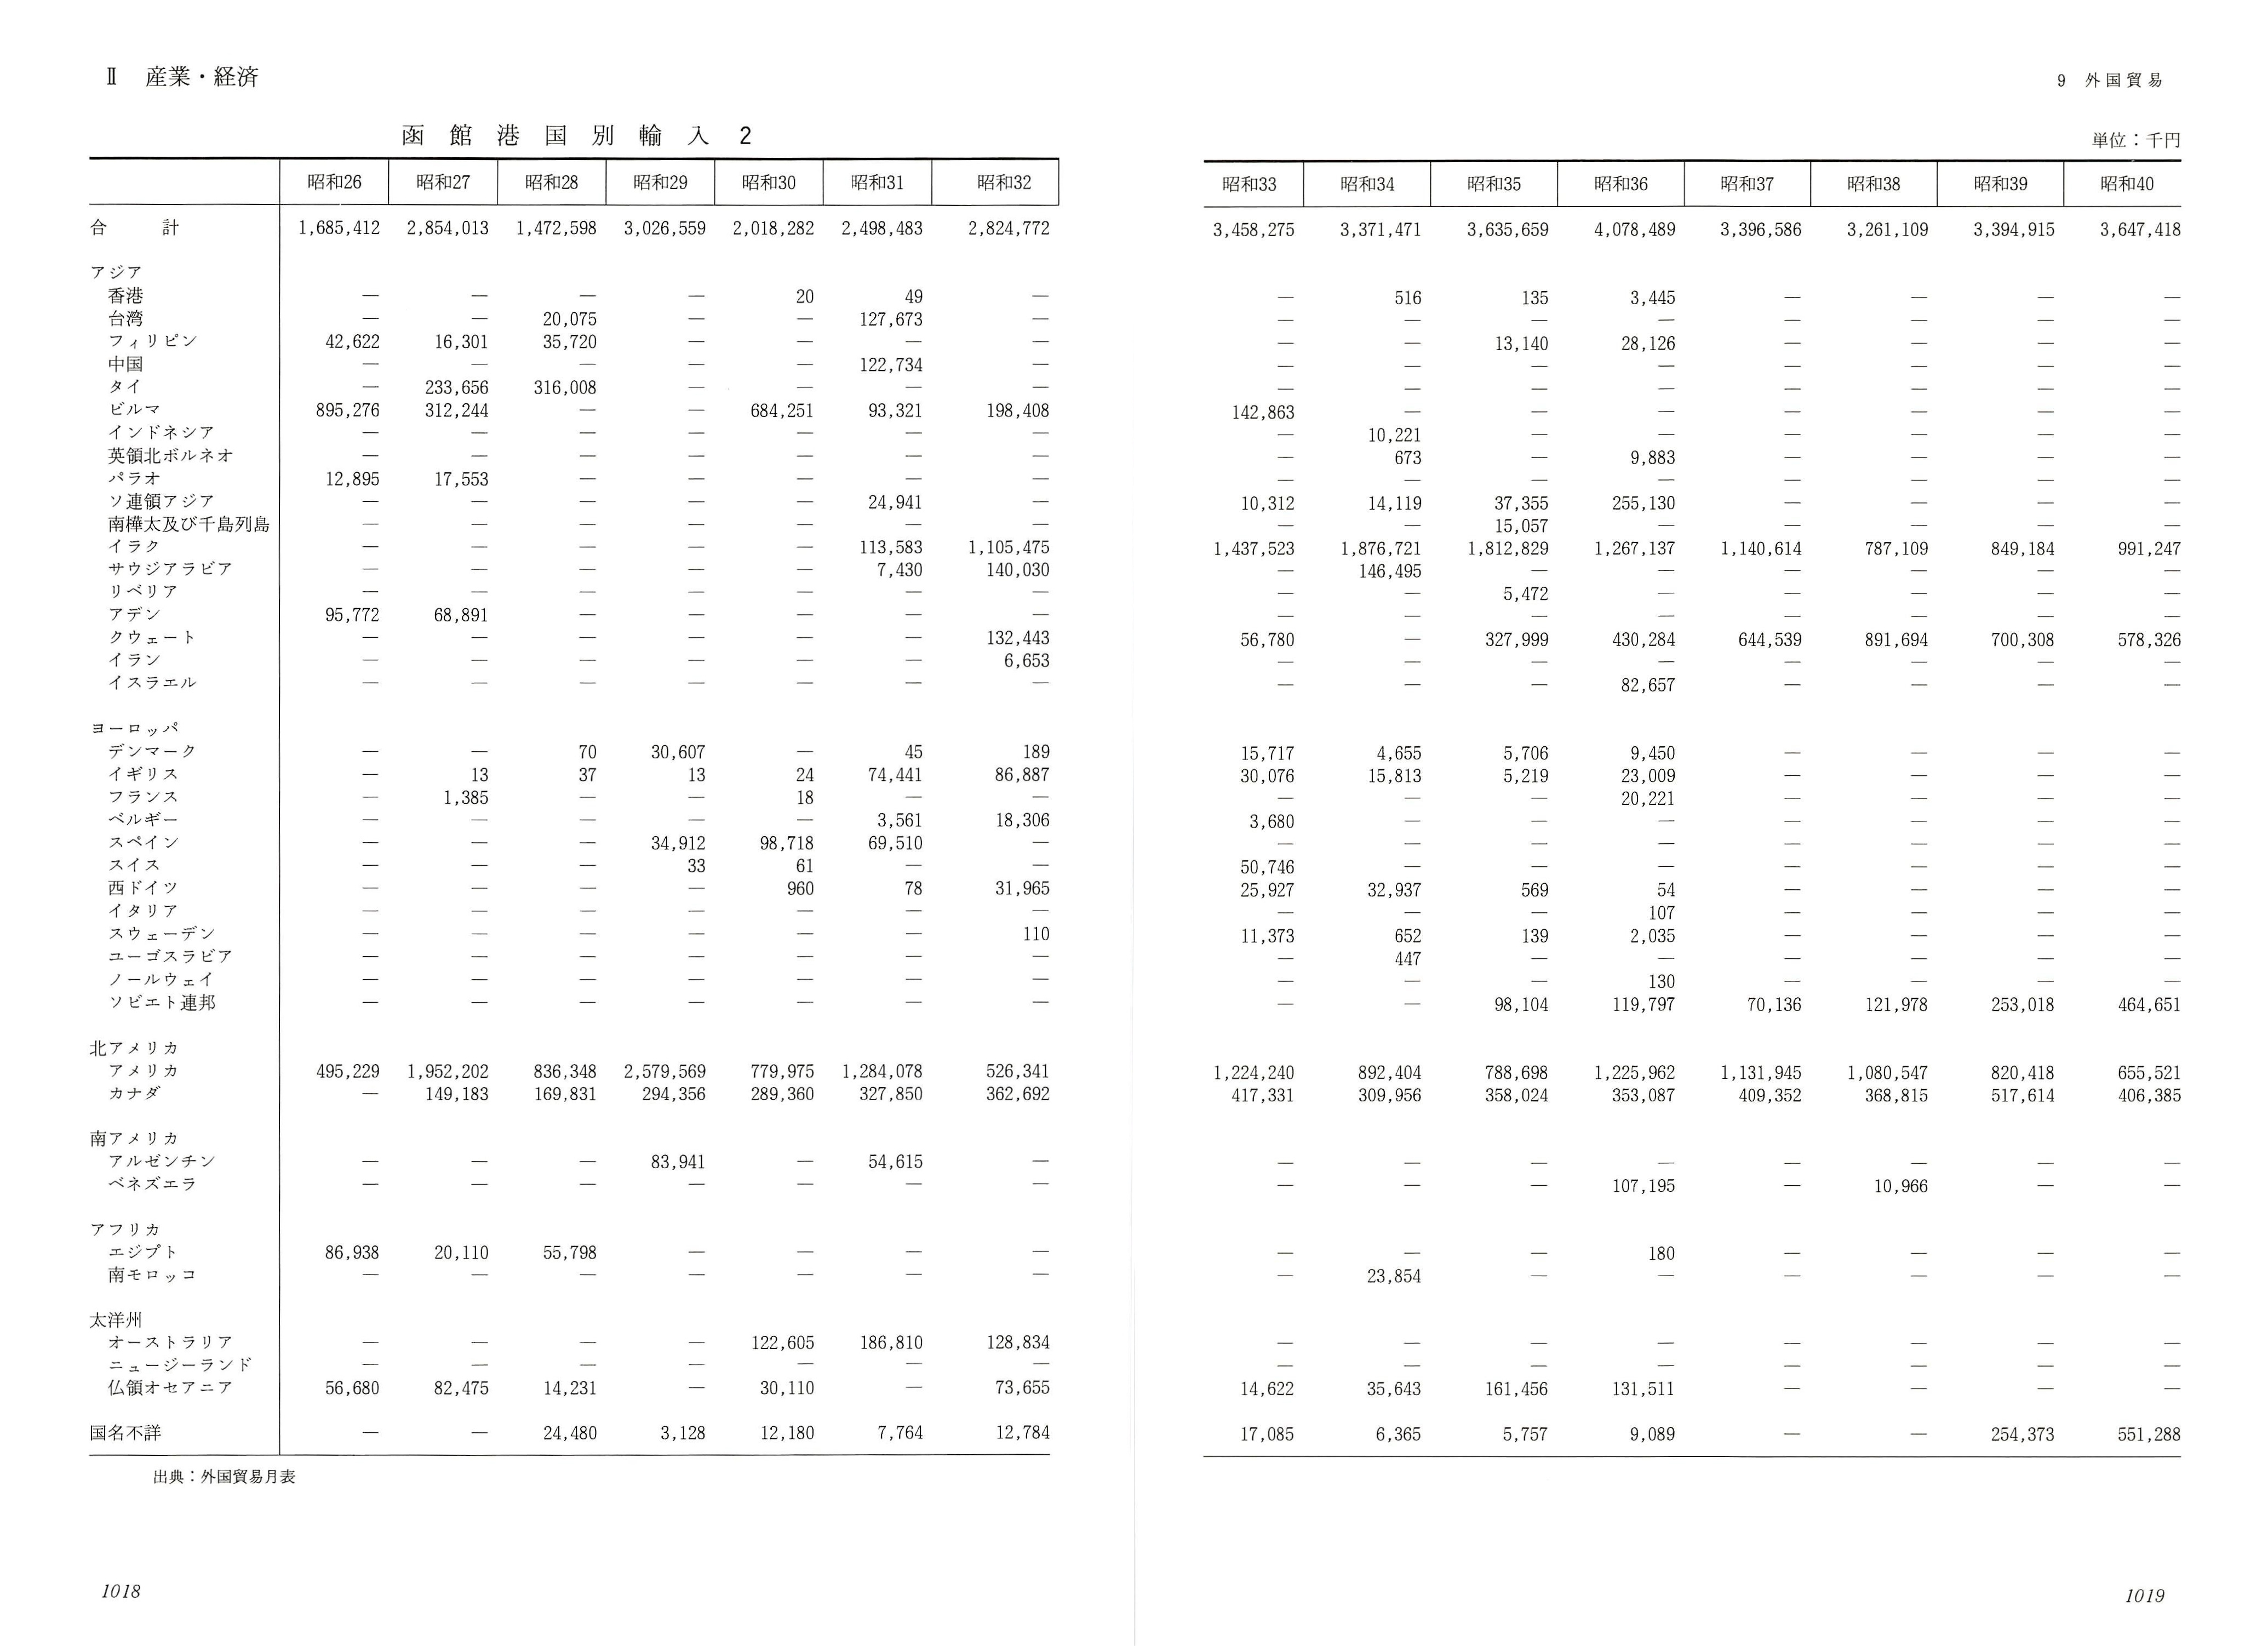 Ⅱ 産業・経済
函館港国別輸入 2
昭和26 昭和27 昭和28 昭和29 昭和30 昭和31 昭和32
合計 1,685,412 2,854,013 1,472,598 3,026,559 2,018,282 2,498,483 2,824,772
アジア
香港 — — — — 20 49 —
台湾 — — 20,075 — — 127,673 —
フィリピン 42,622 16,301 35,720 — — — —
中国 — — — — — 122,734 —
タイ — 233,656 316,008 — — — —
ビルマ 895,276 312,244 — — 684,251 93,321 198,408
インドネシア — — — — — — —
英領北ボルネオ — — — — — — —
パラオ 12,895 17,553 — — — — —
ソ連領アジア — — — — — 24,941 —
南樺太及び千島列島 — — — — — — —
イラク — — — — — 113,583 1,105,475
サウジアラビア — — — — — 7,430 140,030
リベリア — — — — — — —
アデン 95,772 68,891 — — — — —
クウェート — — — — — — 132,443
イラン — — — — — — 6,653
イスラエル — — — — — — —
ヨーロッパ
デンマーク — — 70 30,607 — 45 189
イギリス — 13 37 13 24 74,441 86,887
フランス — 1,385 — — 18 — —
ベルギー — — — — — 3,561 18,306
スペイン — — — 34,912 98,718 69,510 —
スイス — — — 33 61 — —
西ドイツ — — — — 960 78 31,965
イタリア — — — — — — —
スウェーデン — — — — — — 110
ユーゴスラビア — — — — — — —
ノールウェイ — — — — — — —
ソビエト連邦 — — — — — — —
北アメリカ
アメリカ 495,229 1,952,202 836,348 2,579,569 779,975 1,284,078 526,341
カナダ — 149,183 169,831 294,356 289,360 327,850 362,692
南アメリカ
アルゼンチン — — — 83,941 — 54,615 —
ベネズエラ — — — — — — —
アフリカ
エジプト 86,938 20,110 55,798 — — — —
南モロッコ — — — — — — —
太洋州
オーストラリア — — — — 122,605 186,810 128,834
ニュージーランド — — — — — — —
仏領オセアニア 56,680 82,475 14,231 — 30,110 — 73,655
国名不詳 — — 24,480 3,128 12,180 7,764 12,784
出典：外国貿易月表
1018
9 外国貿易
単位：千円
昭和33 昭和34 昭和35 昭和36 昭和37 昭和38 昭和39 昭和40
3,458,275 3,371,471 3,635,659 4,078,489 3,396,586 3,261,109 3,394,915 3,647,418
— 516 135 3,445 — — — —
— — — — — — — —
— — 13,140 28,126 — — — —
— — — — — — — —
— — — — — — — —
142,863 — — — — — — —
— 10,221 — — — — — —
— 673 — 9,883 — — — —
— — — — — — — —
10,312 14,119 37,355 255,130 — — — —
— — 15,057 — — — — —
1,437,523 1,876,721 1,812,829 1,267,137 1,140,614 787,109 849,184 991,247
— 146,495 — — — — — —
— — 5,472 — — — — —
— — — — — — — —
56,780 — 327,999 430,284 644,539 891,694 700,308 578,326
— — — — — — — —
— — — 82,657 — — — —
15,717 4,655 5,706 9,450 — — — —
30,076 15,813 5,219 23,009 — — — —
— — — 20,221 — — — —
3,680 — — — — — — —
— — — — — — — —
50,746 — — — — — — —
25,927 32,937 569 54 — — — —
— — — 107 — — — —
11,373 652 139 2,035 — — — —
— 447 — — — — — —
— — — 130 — — — —
— — 98,104 119,797 70,136 121,978 253,018 464,651
1,224,240 892,404 788,698 1,225,962 1,131,945 1,080,547 820,418 655,521
417,331 309,956 358,024 353,087 409,352 368,815 517,614 406,385
— — — — — — — —
— — — 107,195 — 10,966 — —
— — — 180 — — — —
— 23,854 — — — — — —
— — — — — — — —
— — — — — — — —
14,622 35,643 161,456 131,511 — — — —
17,085 6,365 5,757 9,089 — — 254,373 551,288
1019